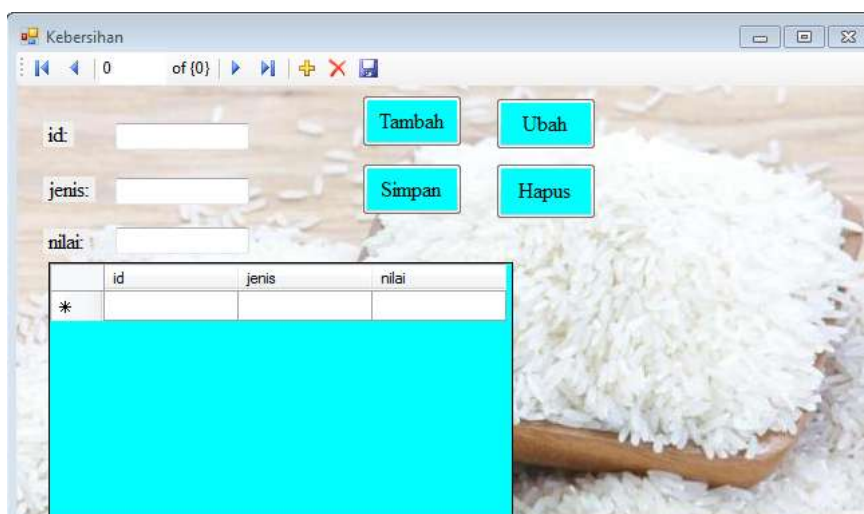 Kebersihan
0 of {0}
id:
Tambah Ubah
jenis:
Simpan Hapus
nilai:
id jenis nilai